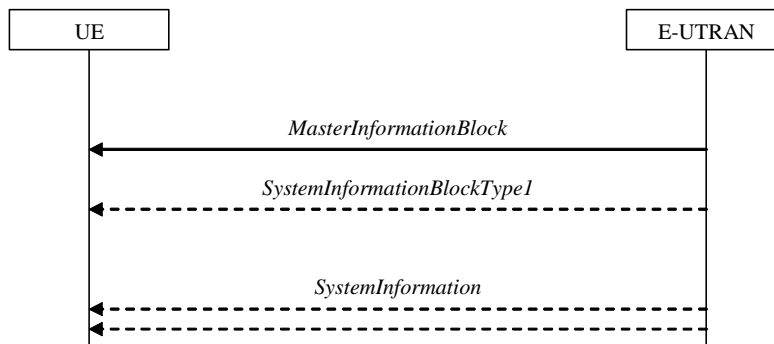 UE
E-UTRAN
MasterInformationBlock
SystemInformationBlockType1
SystemInformation